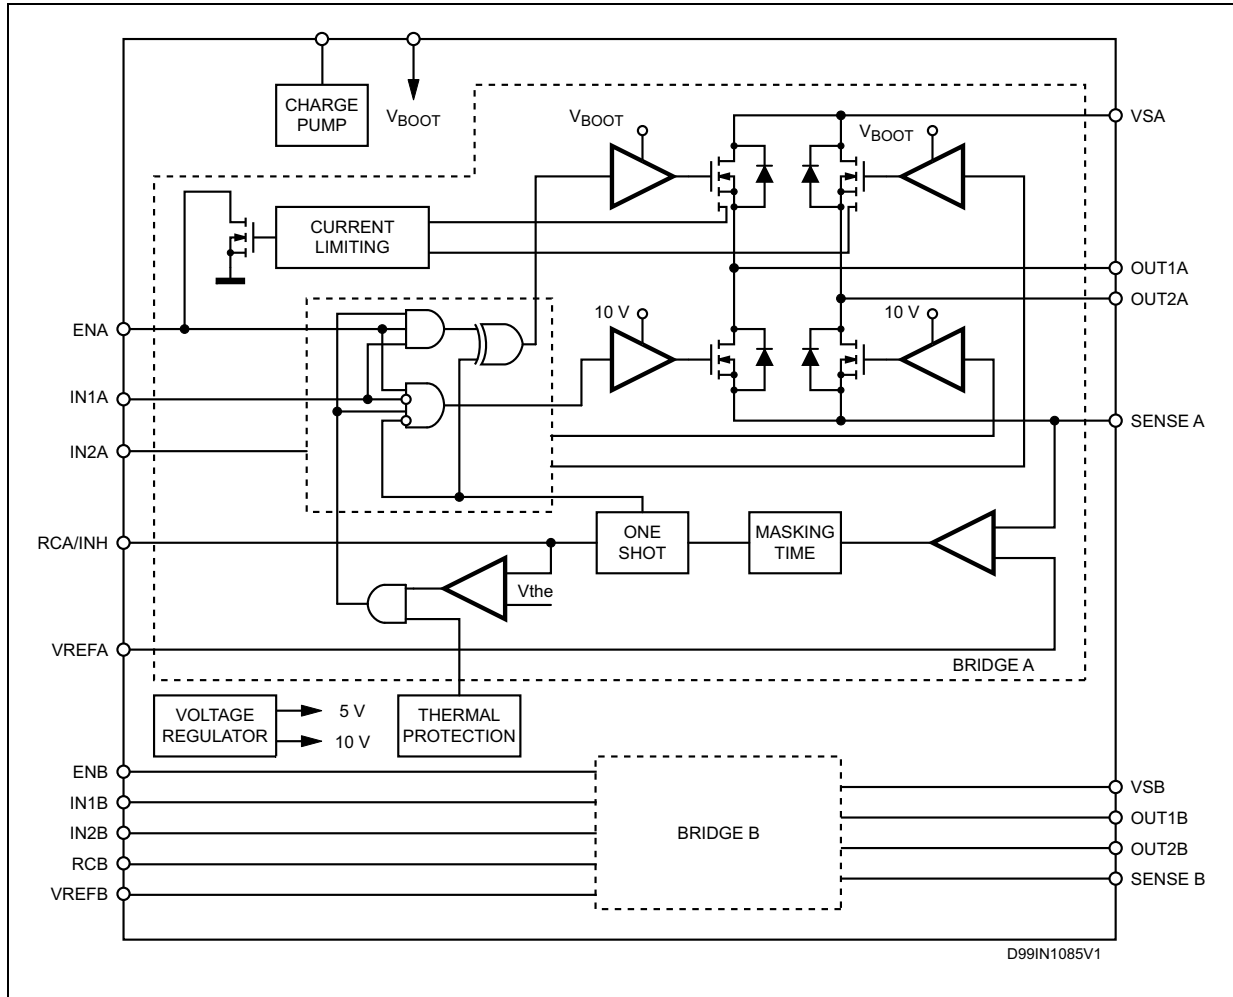 CHARGE
PUMP
VBOOT
VBOOT
VBOOT
VSA
CURRENT
LIMITING
OUT1A
OUT2A
10 V
10 V
ENA
IN1A
IN2A
SENSE A
RCA/INH
ONE
SHOT
MASKING
TIME
Vthe
VREFA
BRIDGE A
VOLTAGE
REGULATOR
5 V
10 V
THERMAL
PROTECTION
ENB
IN1B
IN2B
RCB
VREFB
BRIDGE B
VSB
OUT1B
OUT2B
SENSE B
D99IN1085V1